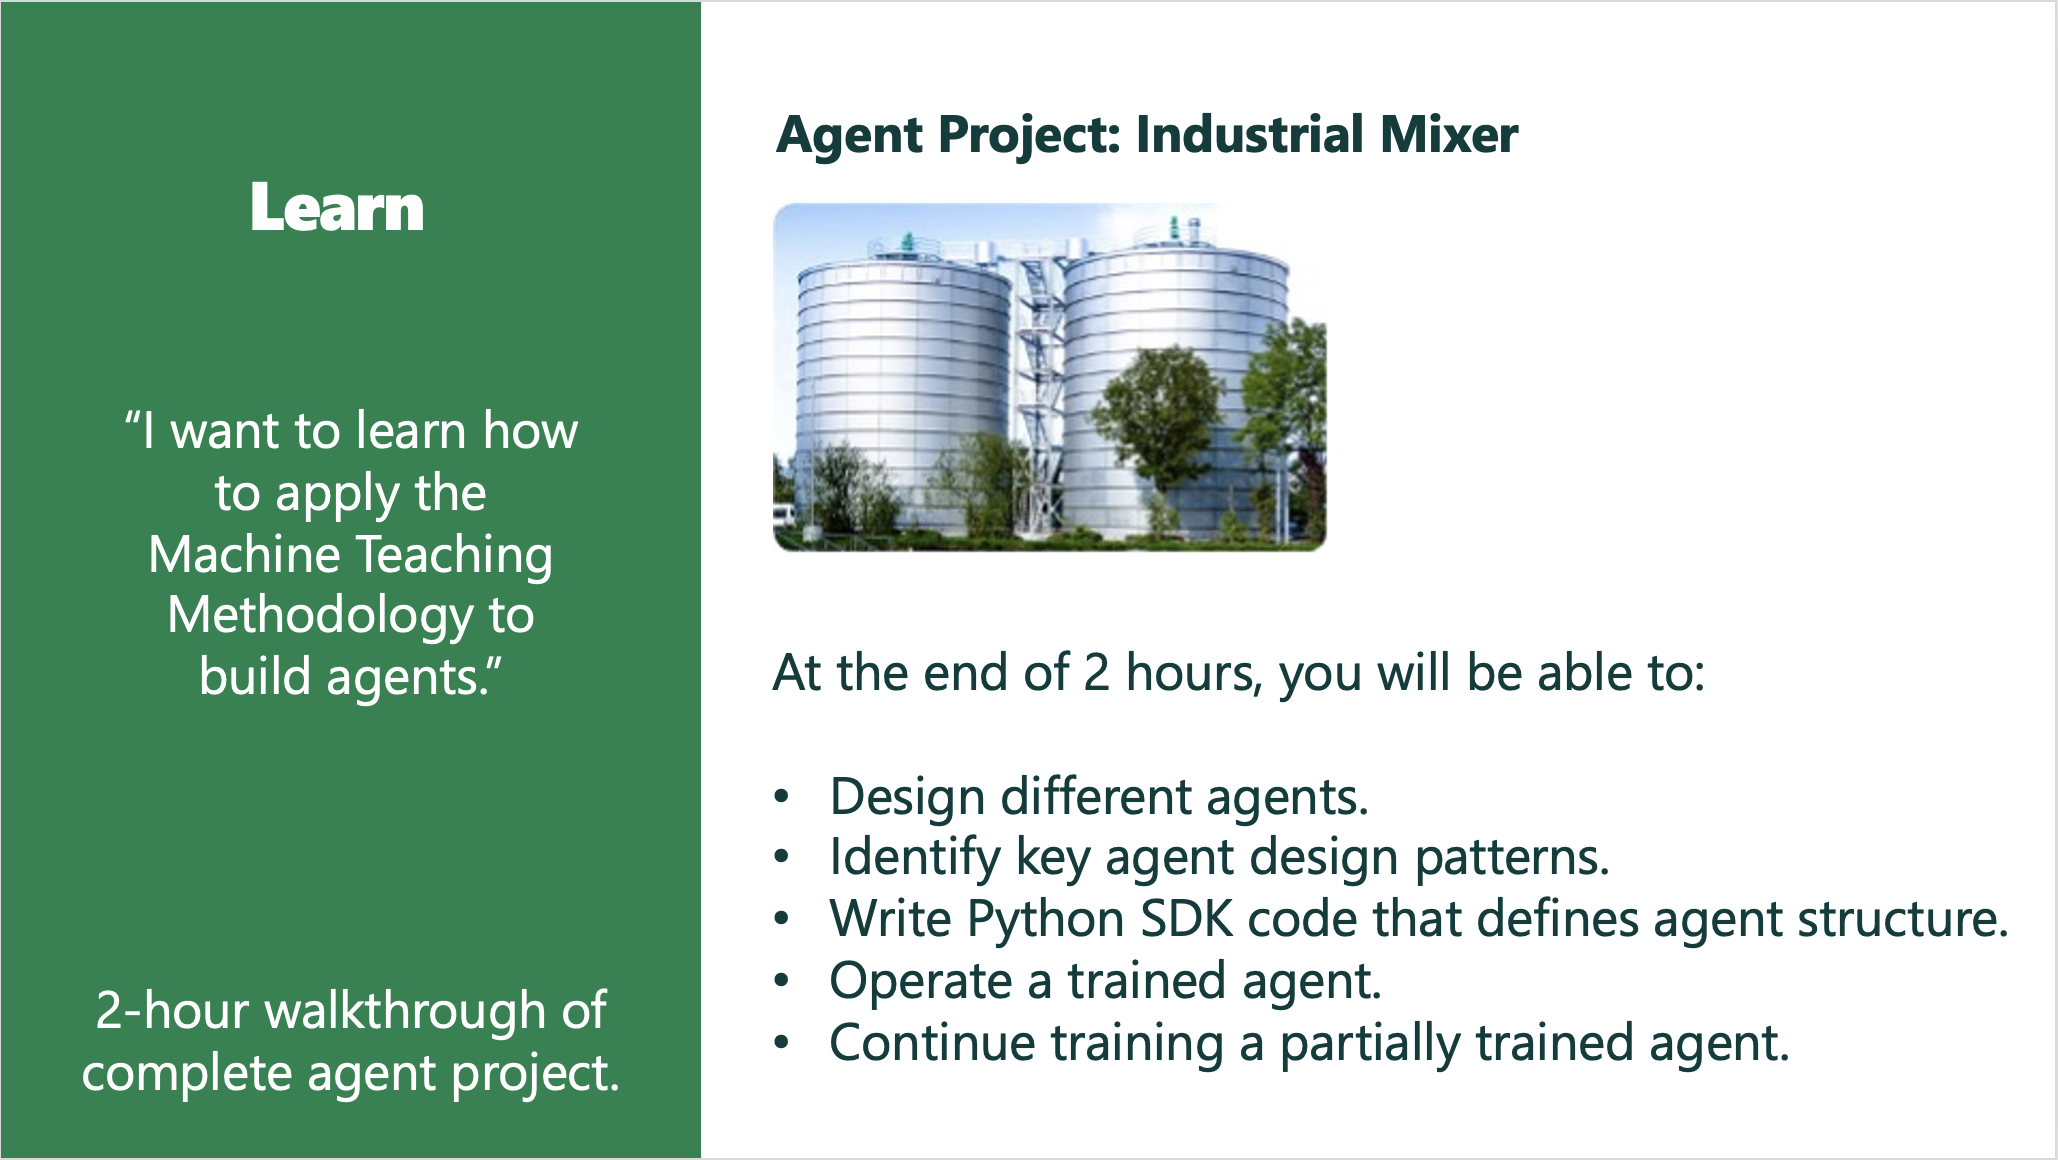 Learn
“I want to learn how
to apply the
Machine Teaching
Methodology to
build agents.”
2-hour walkthrough of
complete agent project.
Agent Project: Industrial Mixer
At the end of 2 hours, you will be able to:
• Design different agents.
• Identify key agent design patterns.
• Write Python SDK code that defines agent structure.
• Operate a trained agent.
• Continue training a partially trained agent.